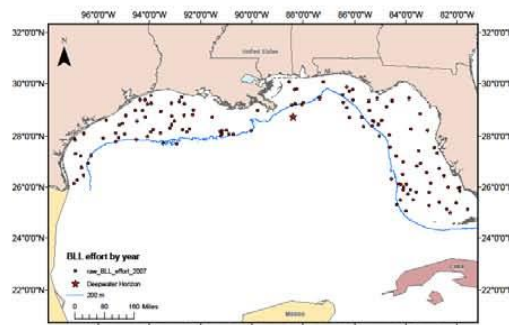 96°0'0"W 94°0'0"W 92°0'0"W 90°0'0"W 88°0'0"W 86°0'0"W 84°0'0"W 82°0'0"W
32°0'0"N 32°0'0"N
N
United States
30°0'0"N 30°0'0"N
28°0'0"N 28°0'0"N
26°0'0"N 26°0'0"N
24°0'0"N 24°0'0"N
BLL effort by year
raw_BLL_effort_2007
Deepwater Horizon
200 m
22°0'0"N 22°0'0"N
0 40 80 160 Miles
Mexico